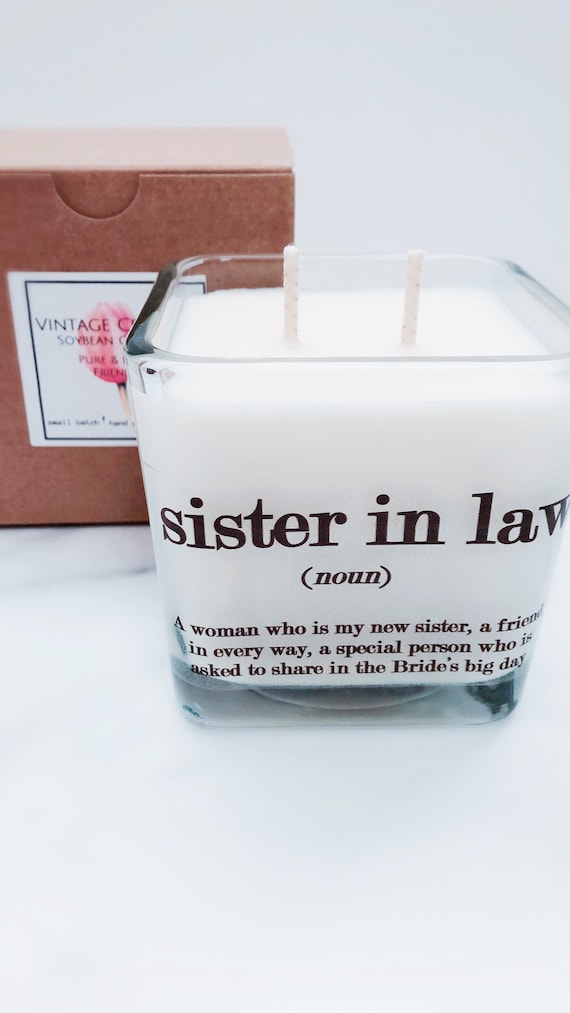 VINTAGE
SOYBEAN
PURE &
small batch hand
sister in law
(noun)
A woman who is my new sister, a friend
in every way, a special person who is
asked to share in the Bride's big day